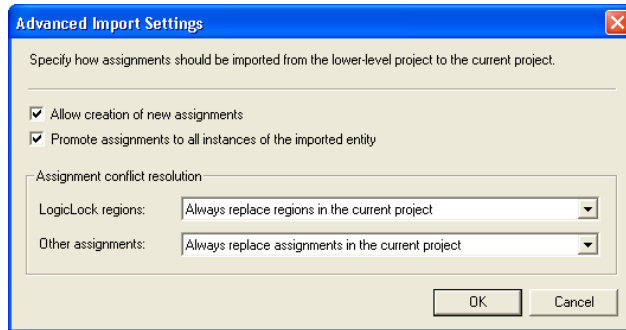 Advanced Import Settings
Specify how assignments should be imported from the lower-level project to the current project.
Allow creation of new assignments
Promote assignments to all instances of the imported entity
Assignment conflict resolution
LogicLock regions: Always replace regions in the current project
Other assignments: Always replace assignments in the current project
OK Cancel